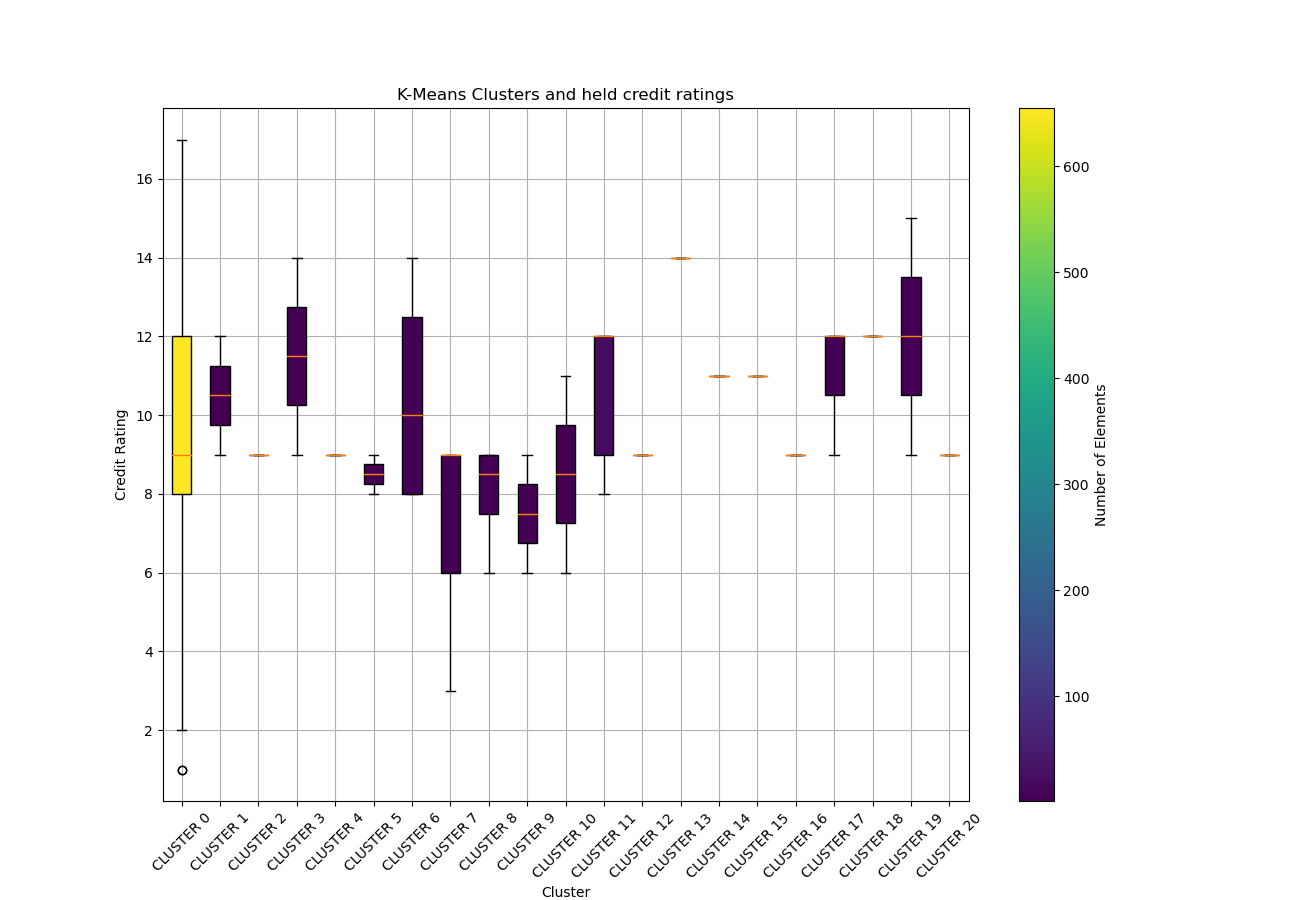 K-Means Clusters and held credit ratings
Credit Rating
16
14
12
10
8
6
4
2
CLUSTER 0
CLUSTER 1
CLUSTER 2
CLUSTER 3
CLUSTER 4
CLUSTER 5
CLUSTER 6
CLUSTER 7
CLUSTER 8
CLUSTER 9
CLUSTER 10
CLUSTER 11
CLUSTER 12
CLUSTER 13
CLUSTER 14
CLUSTER 15
CLUSTER 16
CLUSTER 17
CLUSTER 18
CLUSTER 19
CLUSTER 20
Cluster
600
500
400
300
200
100
Number of Elements